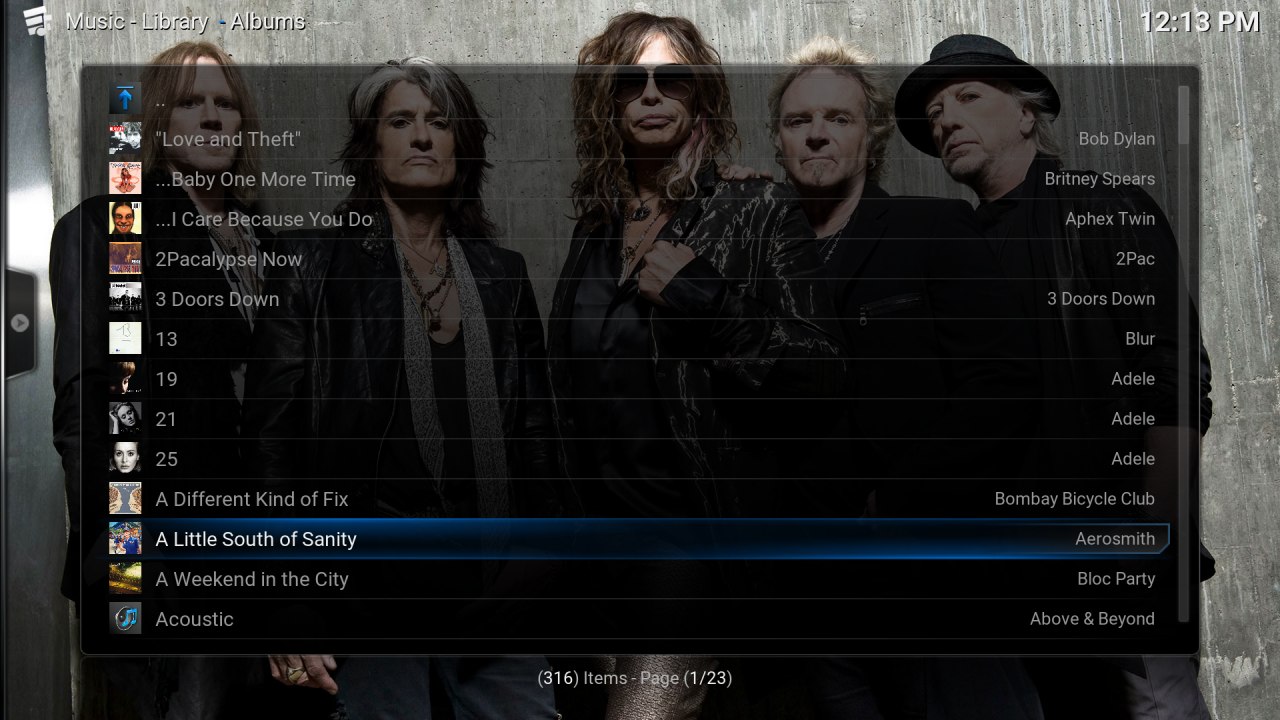 Music - Library - Albums 12:13 PM
..
"Love and Theft" Bob Dylan
...Baby One More Time Britney Spears
...I Care Because You Do Aphex Twin
2Pacalypse Now 2Pac
3 Doors Down 3 Doors Down
13 Blur
19 Adele
21 Adele
25 Adele
A Different Kind of Fix Bombay Bicycle Club
A Little South of Sanity Aerosmith
A Weekend in the City Bloc Party
Acoustic Above & Beyond
(316) Items - Page (1/23)